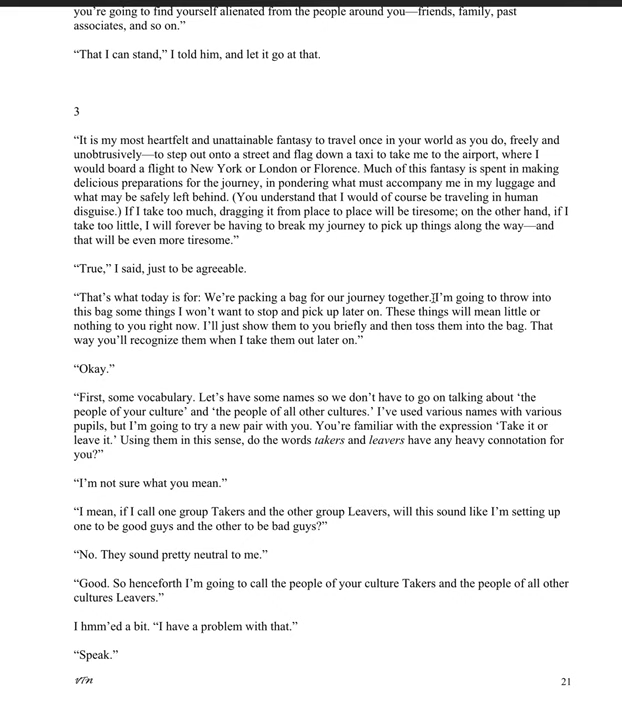 you’re going to find yourself alienated from the people around you—friends, family, past
associates, and so on.”
“That I can stand,” I told him, and let it go at that.
3
“It is my most heartfelt and unattainable fantasy to travel once in your world as you do, freely and
unobtrusively—to step out onto a street and flag down a taxi to take me to the airport, where I
would board a flight to New York or London or Florence. Much of this fantasy is spent in making
delicious preparations for the journey, in pondering what must accompany me in my luggage and
what may be safely left behind. (You understand that I would of course be traveling in human
disguise.) If I take too much, dragging it from place to place will be tiresome; on the other hand, if I
take too little, I will forever be having to break my journey to pick up things along the way—and
that will be even more tiresome.”
“True,” I said, just to be agreeable.
“That’s what today is for: We’re packing a bag for our journey together. I’m going to throw into
this bag some things I won’t want to stop and pick up later on. These things will mean little or
nothing to you right now. I’ll just show them to you briefly and then toss them into the bag. That
way you’ll recognize them when I take them out later on.”
“Okay.”
“First, some vocabulary. Let’s have some names so we don’t have to go on talking about ‘the
people of your culture’ and ‘the people of all other cultures.’ I’ve used various names with various
pupils, but I’m going to try a new pair with you. You’re familiar with the expression ‘Take it or
leave it.’ Using them in this sense, do the words takers and leavers have any heavy connotation for
you?”
“I’m not sure what you mean.”
“I mean, if I call one group Takers and the other group Leavers, will this sound like I’m setting up
one to be good guys and the other to be bad guys?”
“No. They sound pretty neutral to me.”
“Good. So henceforth I’m going to call the people of your culture Takers and the people of all other
cultures Leavers.”
I hmm’ed a bit. “I have a problem with that.”
“Speak.”
21